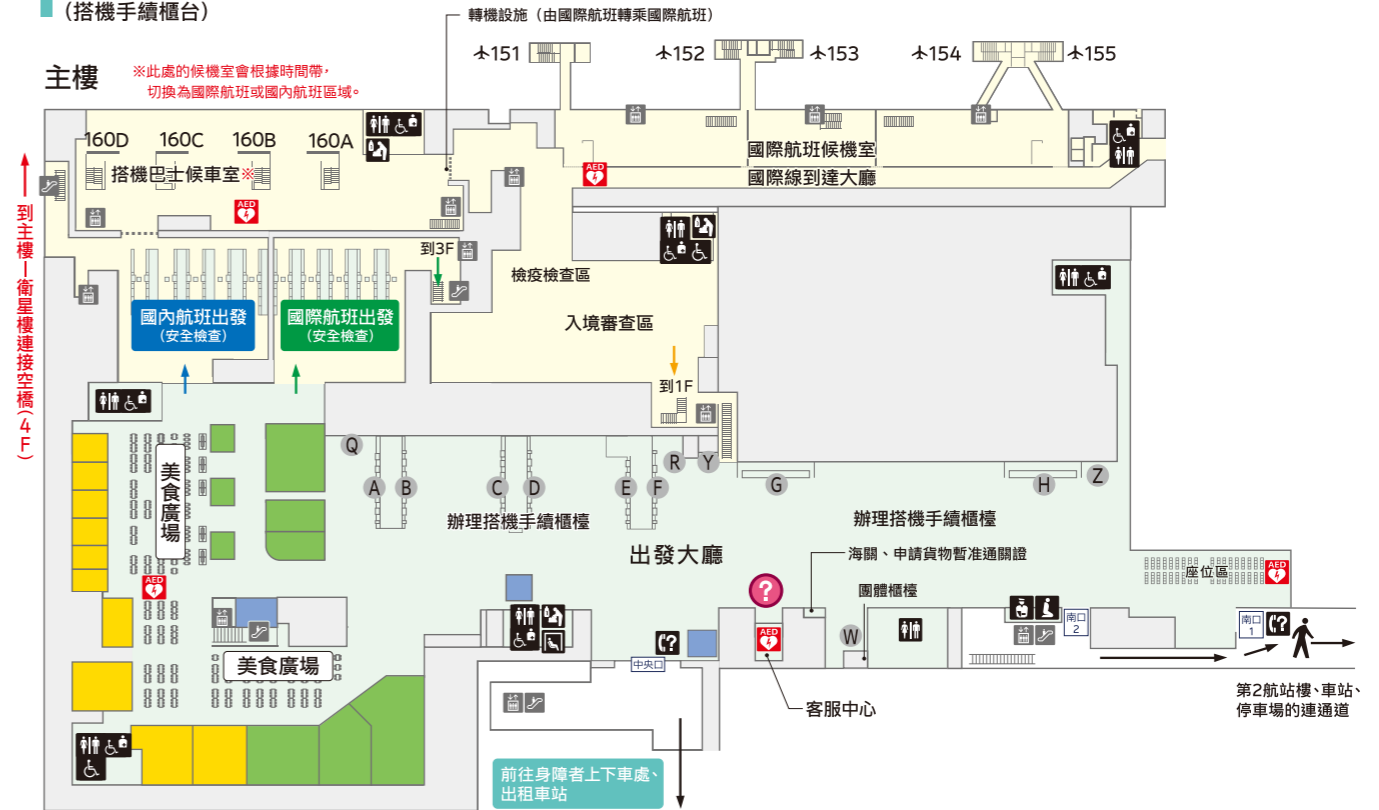 (搭機手續櫃台)
轉機設施（由國際航班轉乘國際航班）
151
152
153
154
155
主樓
※此處的候機室會根據時間帶，
切換為國際航班或國內航班區域。
160D
160C
160B
160A
搭機巴士候車室※
AED
AED
國際航班候機室
國際線到達大廳
到主樓ー衛星樓連接空橋(4F)
到3F
檢疫檢查區
入境審查區
國內航班出發
(安全檢查)
國際航班出發
(安全檢查)
到1F
Q
R
Y
A
B
C
D
E
F
G
H
Z
美食廣場
辦理搭機手續櫃檯
辦理搭機手續櫃檯
出發大廳
海關、申請貨物暫准通關證
團體櫃檯
座位區
AED
AED
?
AED
W
南口
2
南口
1
?
?
中央口
美食廣場
客服中心
第2航站樓、車站、
停車場的連通道
前往身障者上下車處、
出租車站